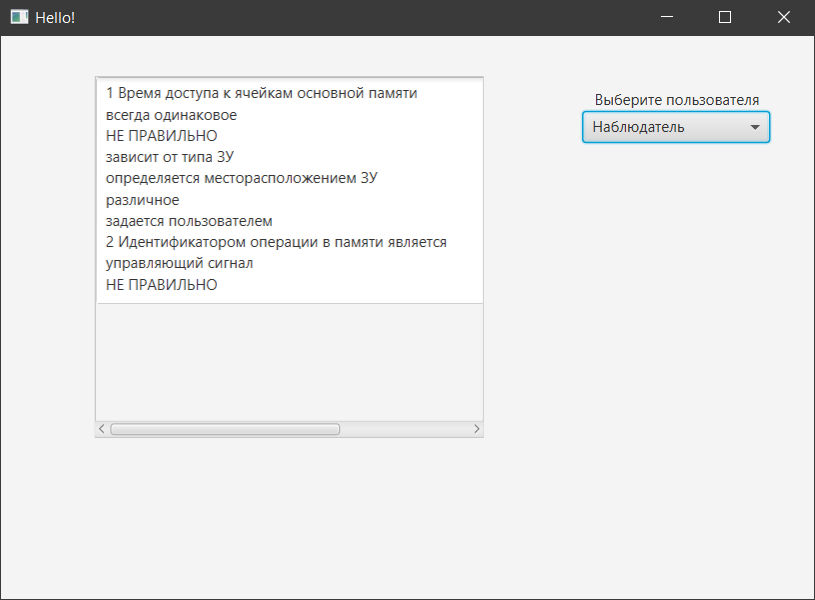 Hello!
1 Время доступа к ячейкам основной памяти
всегда одинаковое
НЕ ПРАВИЛЬНО
зависит от типа ЗУ
определяется месторасположением ЗУ
различное
задается пользователем
2 Идентификатором операции в памяти является
управляющий сигнал
НЕ ПРАВИЛЬНО
Выберите пользователя
Наблюдатель